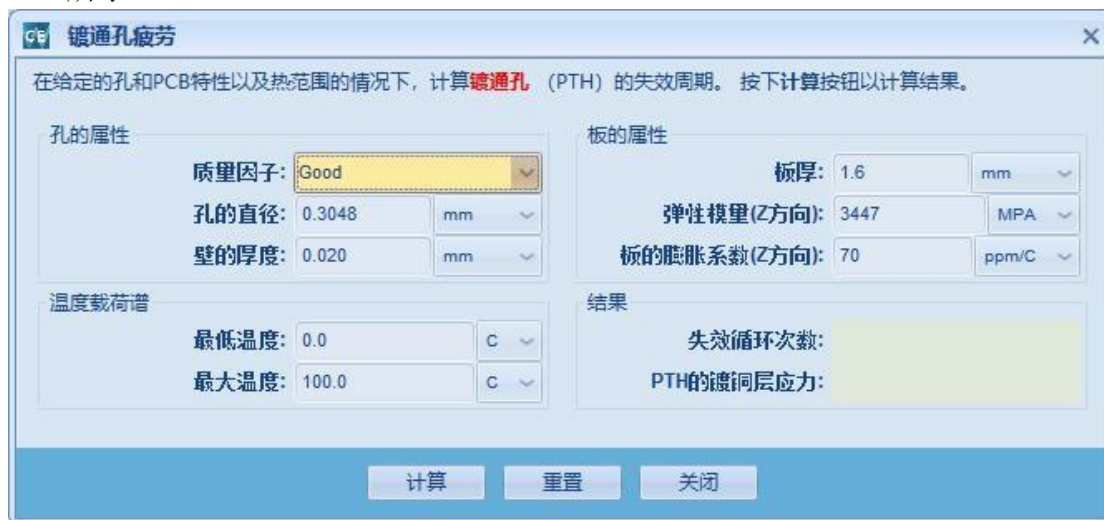 镀通孔疲劳
在给定的孔和PCB特性以及热范围的情况下，计算镀通孔 （PTH）的失效周期。 按下计算按钮以计算结果。
孔的属性
质量因子: Good
孔的直径: 0.3048 mm
壁的厚度: 0.020 mm
板的属性
板厚: 1.6 mm
弹性模量(Z方向): 3447 MPA
板的膨胀系数(Z方向): 70 ppm/C
温度载荷谱
最低温度: 0.0 C
最大温度: 100.0 C
结果
失效循环次数:
PTH的镀铜层应力:
计算 重置 关闭